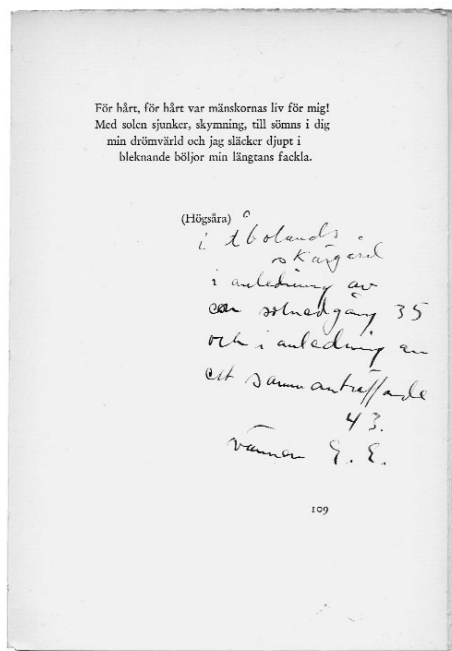 För hårt, för hårt var mänskornas liv för mig!
Med solen sjunker, skymning, till sömns i dig
min drömvärld och jag släcker djupt i
bleknande böljor min längtans fackla.
(Högsåra)
i Åbolands
skärgård
i anledning av
en solnedgång 35
och i anledning av
ett sammanträffande
43.
vännen E. E.
109